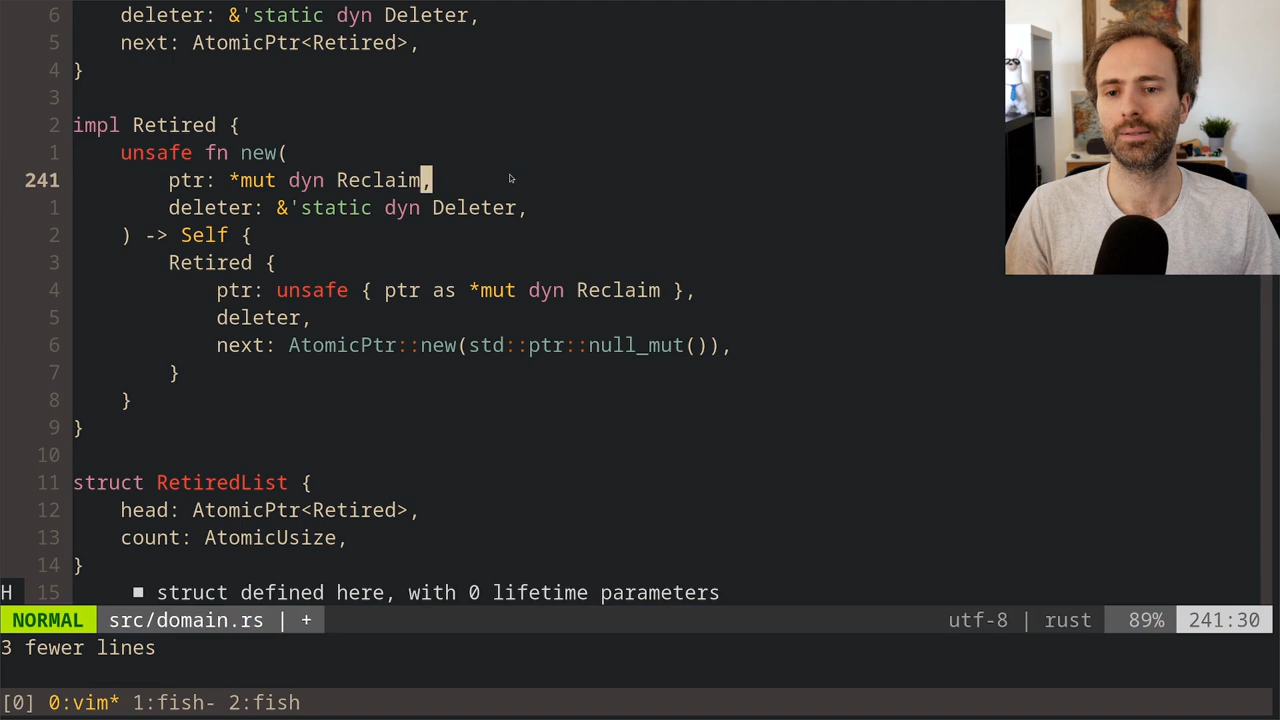 6     deleter: &'static dyn Deleter,
5     next: AtomicPtr<Retired>,
4 }
3
2 impl Retired {
1     unsafe fn new(
241         ptr: *mut dyn Reclaim,
1         deleter: &'static dyn Deleter,
2     ) -> Self {
3         Retired {
4             ptr: unsafe { ptr as *mut dyn Reclaim },
5             deleter,
6             next: AtomicPtr::new(std::ptr::null_mut()),
7         }
8     }
9 }
10
11 struct RetiredList {
12     head: AtomicPtr<Retired>,
13     count: AtomicUsize,
14 }
H 15      ■ struct defined here, with 0 lifetime parameters
NORMAL src/domain.rs | + utf-8 | rust 89% 241:30
3 fewer lines
[0] 0:vim* 1:fish- 2:fish